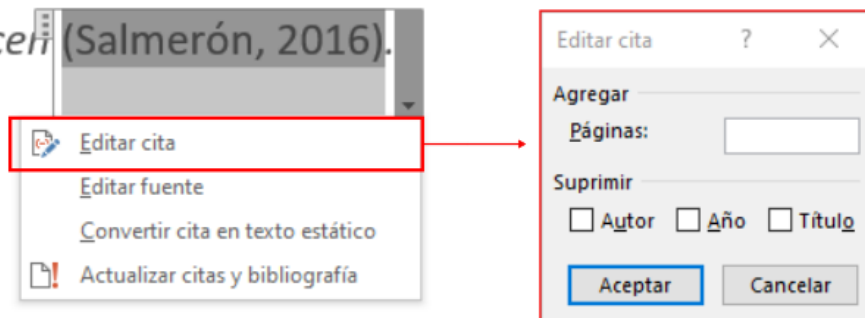 cen (Salmerón, 2016).
Editar cita
Editar fuente
Convertir cita en texto estático
Actualizar citas y bibliografía
Editar cita ? ×
Agregar
Páginas:
Suprimir
Autor Año Título
Aceptar Cancelar